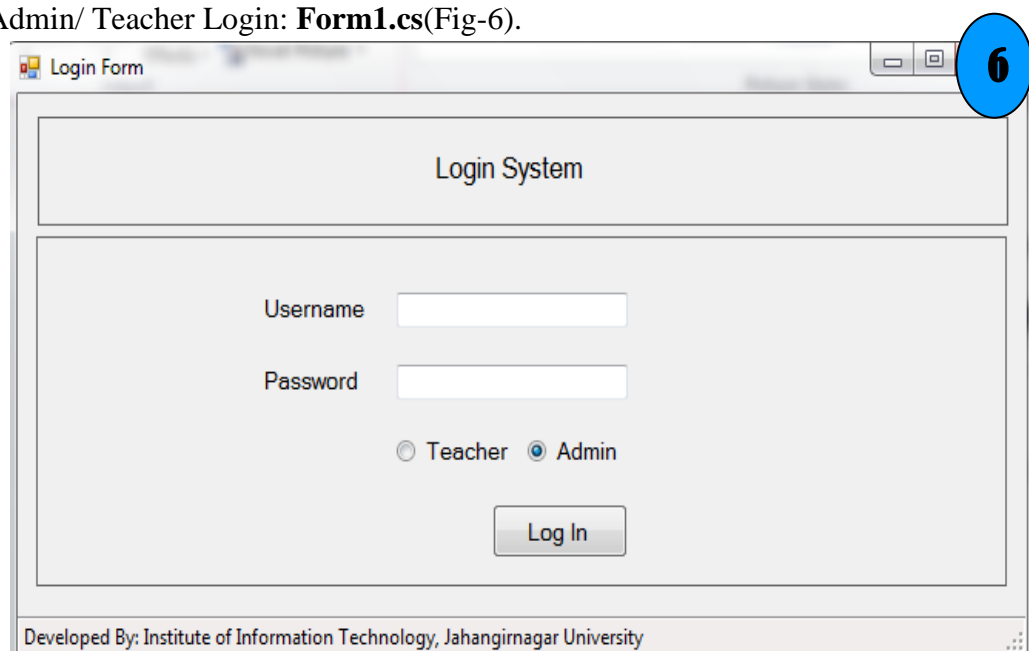 Admin/ Teacher Login: Form1.cs(Fig-6).
6
Login Form
Login System
Username
Password
Teacher Admin
Log In
Developed By: Institute of Information Technology, Jahangirnagar University